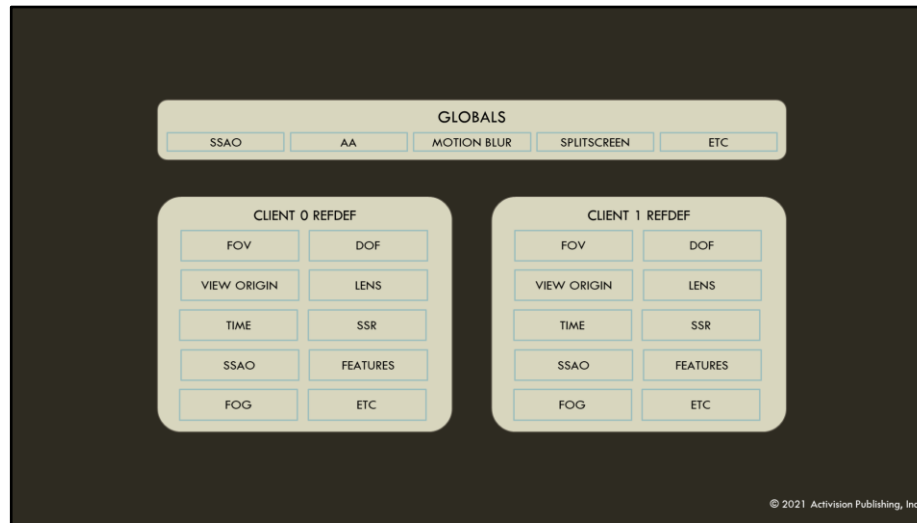 GLOBALS
SSAO AA MOTION BLUR SPLITSCREEN ETC
CLIENT 0 REFDEF
FOV DOF
VIEW ORIGIN LENS
TIME SSR
SSAO FEATURES
FOG ETC
CLIENT 1 REFDEF
FOV DOF
VIEW ORIGIN LENS
TIME SSR
SSAO FEATURES
FOG ETC
© 2021 Activision Publishing, Inc